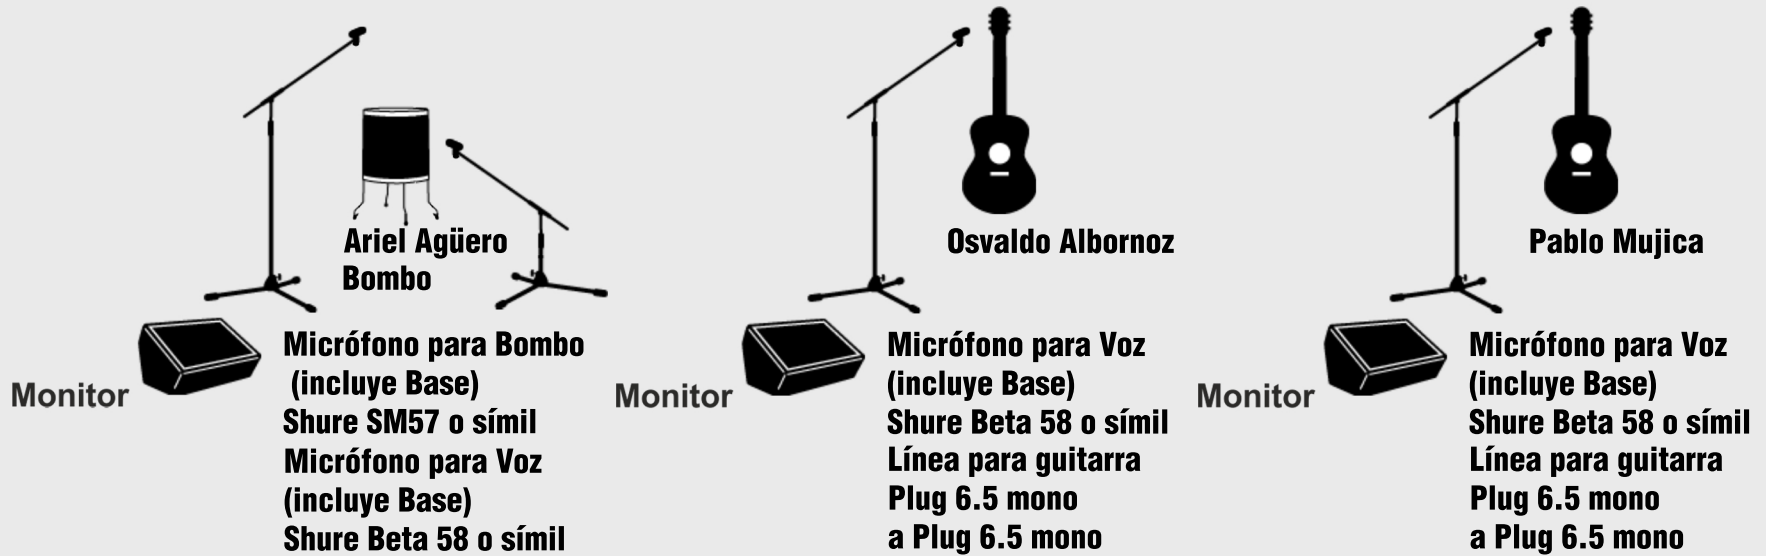 Ariel Agüero
Bombo
Monitor
Micrófono para Bombo
(incluye Base)
Shure SM57 o símil
Micrófono para Voz
(incluye Base)
Shure Beta 58 o símil
Osvaldo Albornoz
Monitor
Micrófono para Voz
(incluye Base)
Shure Beta 58 o símil
Línea para guitarra
Plug 6.5 mono
a Plug 6.5 mono
Pablo Mujica
Monitor
Micrófono para Voz
(incluye Base)
Shure Beta 58 o símil
Línea para guitarra
Plug 6.5 mono
a Plug 6.5 mono